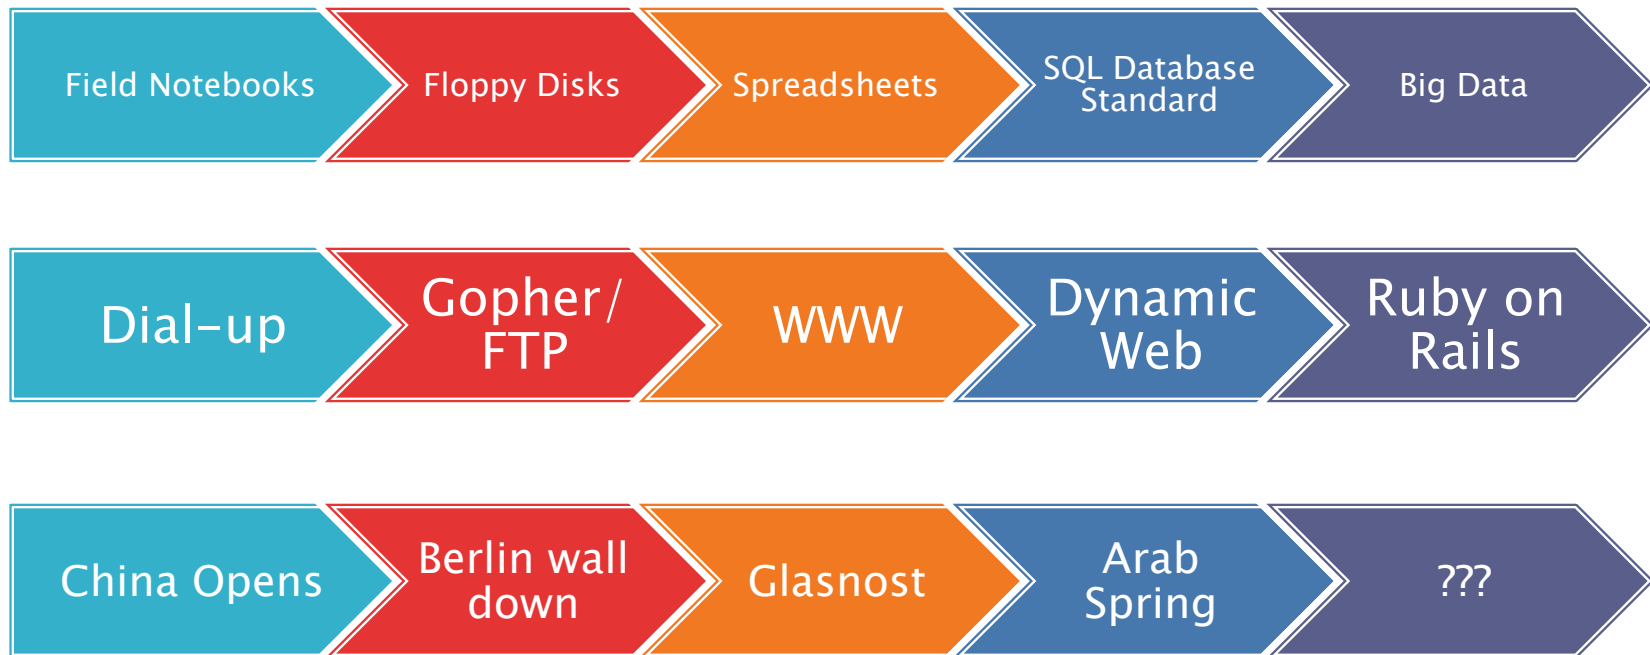 Field Notebooks
Floppy Disks
Spreadsheets
SQL Database
Standard
Big Data
Dial-up
Gopher/
FTP
WWW
Dynamic
Web
Ruby on
Rails
China Opens
Berlin wall
down
Glasnost
Arab
Spring
???